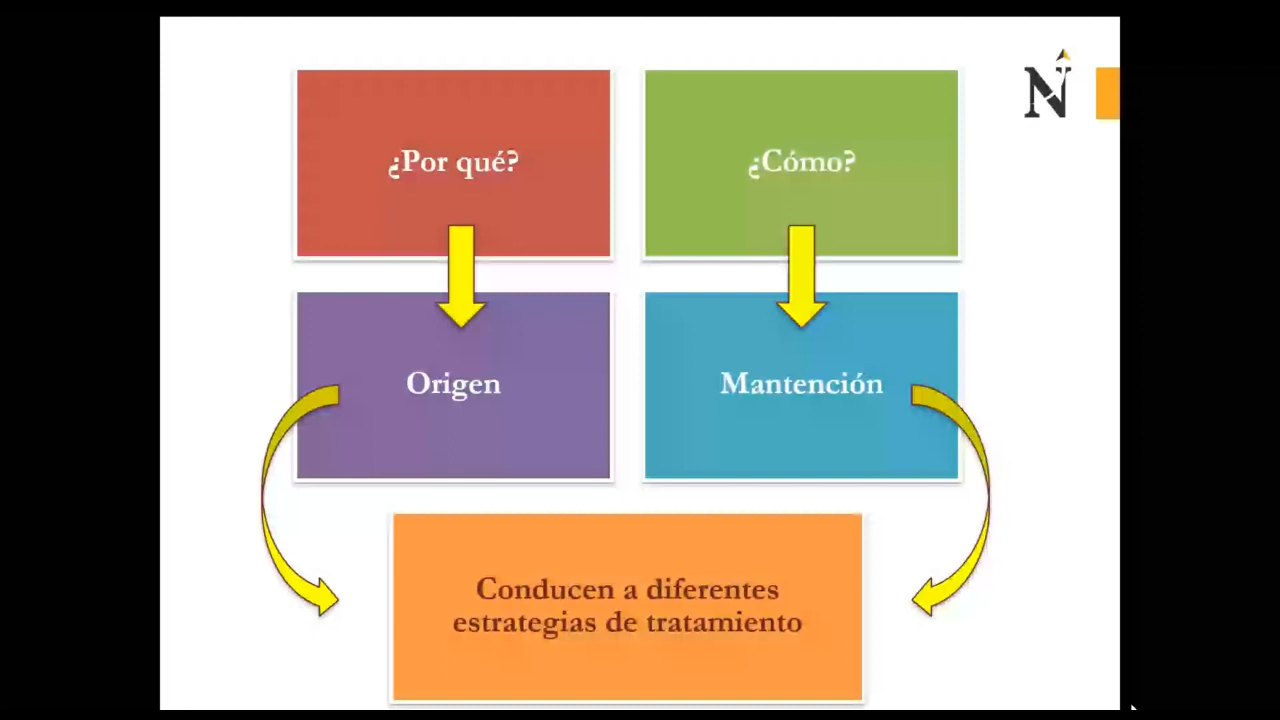 ¿Por qué?
¿Cómo?
Origen
Mantención
Conducen a diferentes
estrategias de tratamiento
N